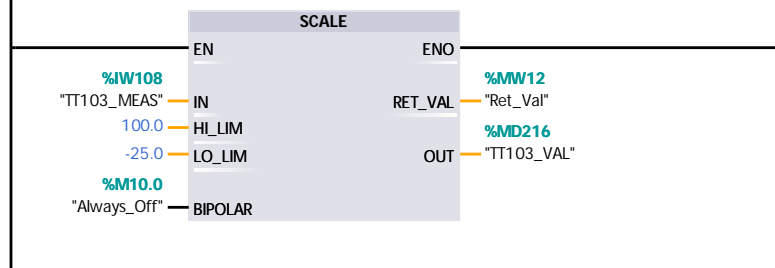 SCALE
EN ENO
%IW108 %MW12
"TT103_MEAS" IN RET_VAL "Ret_Val"
100.0 HI_LIM %MD216
-25.0 LO_LIM OUT "TT103_VAL"
%M10.0
"Always_Off" BIPOLAR